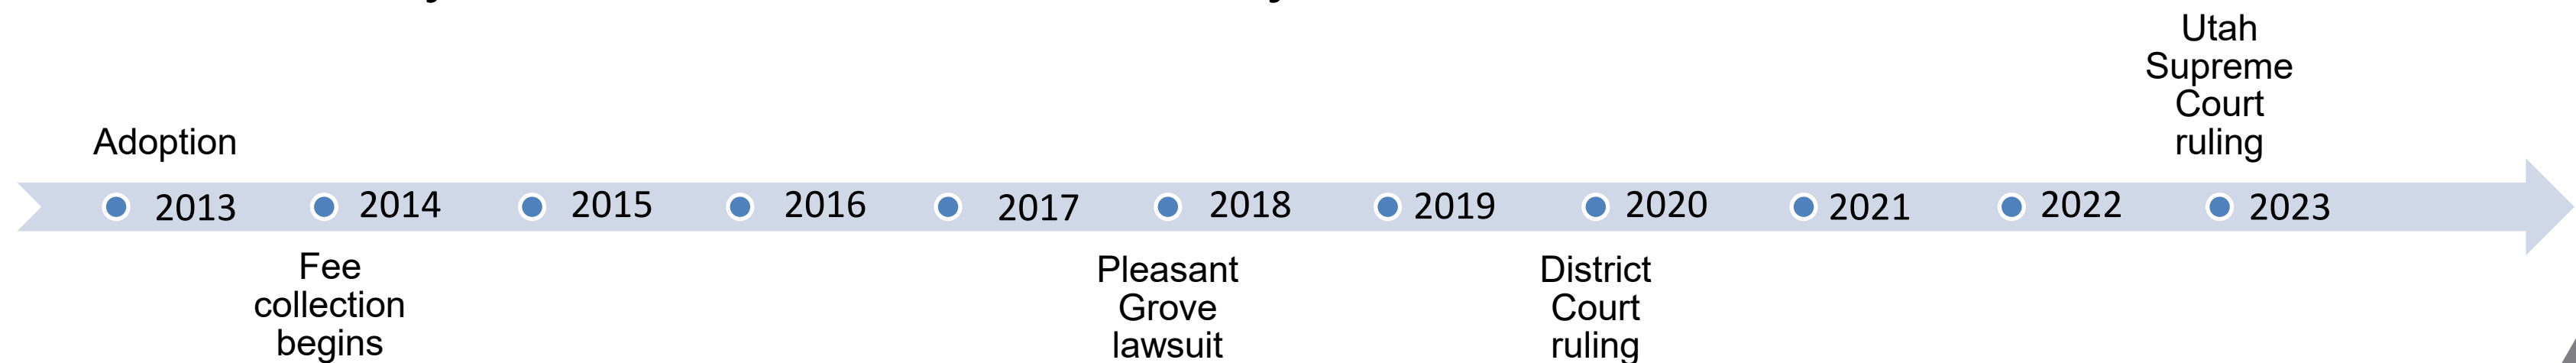 Utah
Supreme
Court
ruling
Adoption
2013 2014 2015 2016 2017 2018 2019 2020 2021 2022 2023
Fee
collection
begins
Pleasant
Grove
lawsuit
District
Court
ruling